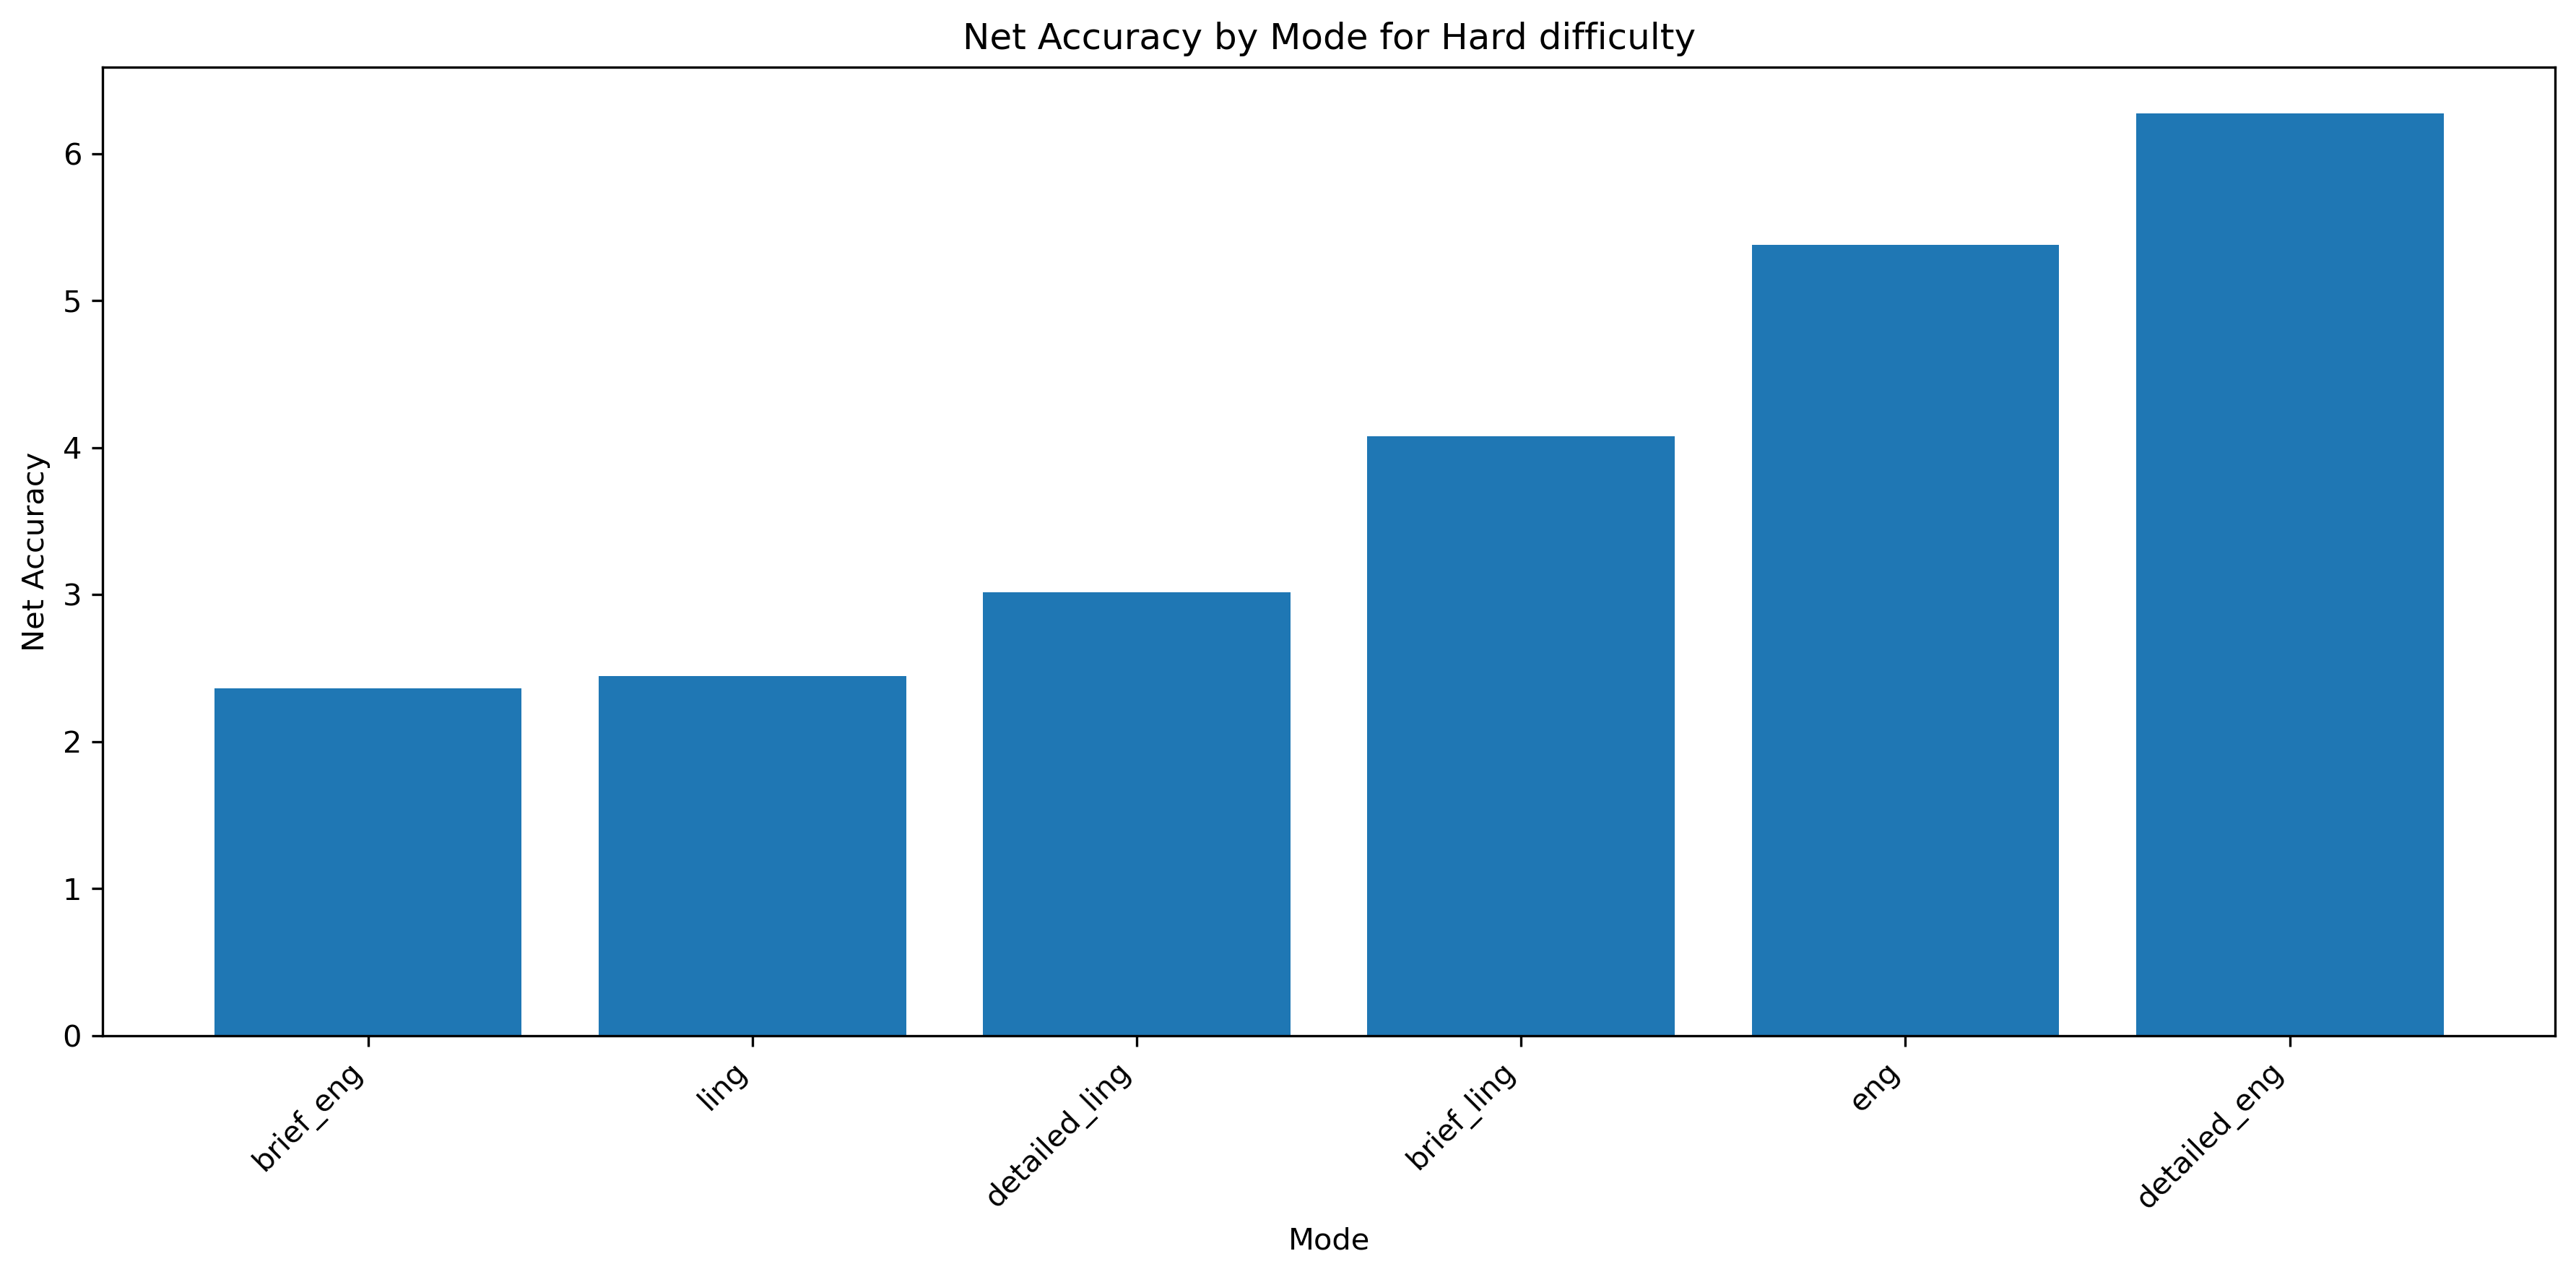 Net Accuracy by Mode for Hard difficulty
Net Accuracy
6
5
4
3
2
1
0
brief_eng
ling
detailed_ling
brief_ling
eng
detailed_eng
Mode